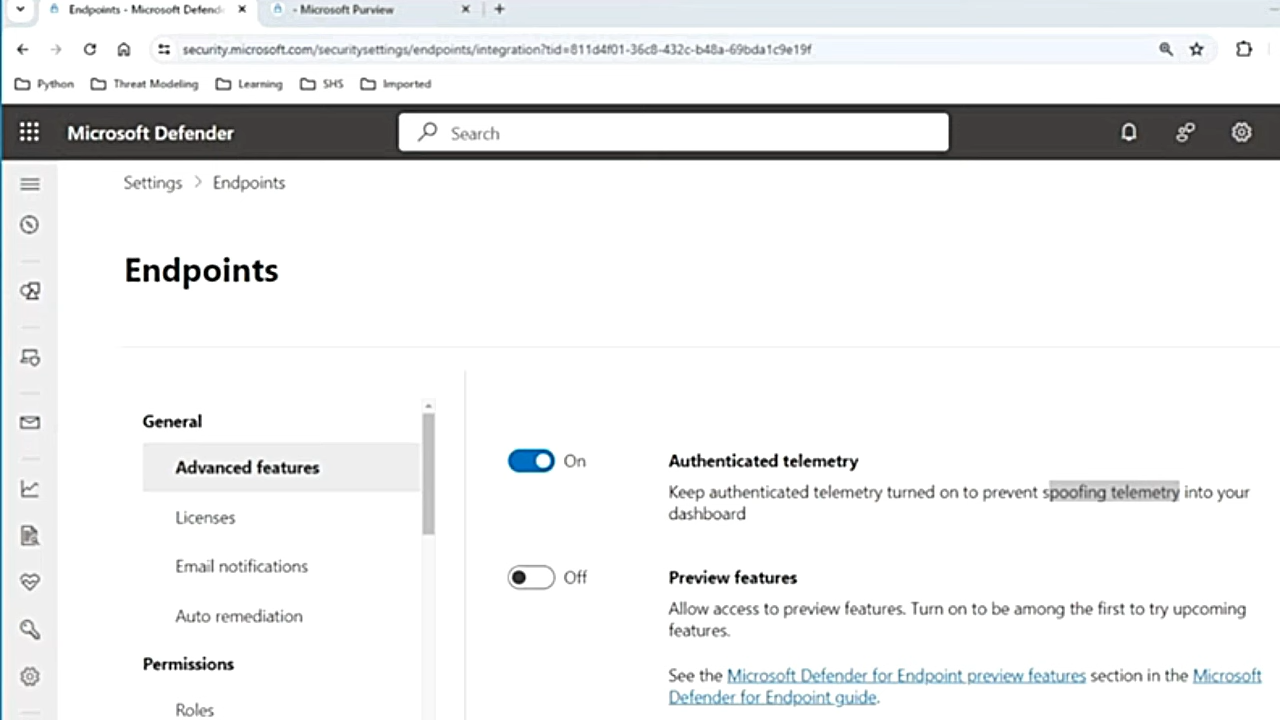 Endpoints - Microsoft Defend
- Microsoft Purview
security.microsoft.com/securitysettings/endpoints/integration?tid=811d4f01-36c8-432c-b48a-69bda1c9e19f
Python
Threat Modeling
Learning
SHS
Imported
Microsoft Defender
Search
Settings > Endpoints
Endpoints
General
Advanced features
Licenses
Email notifications
Auto remediation
Permissions
Roles
On
Authenticated telemetry
Keep authenticated telemetry turned on to prevent spoofing telemetry into your
dashboard
Off
Preview features
Allow access to preview features. Turn on to be among the first to try upcoming
features.
See the Microsoft Defender for Endpoint preview features section in the Microsoft
Defender for Endpoint guide.